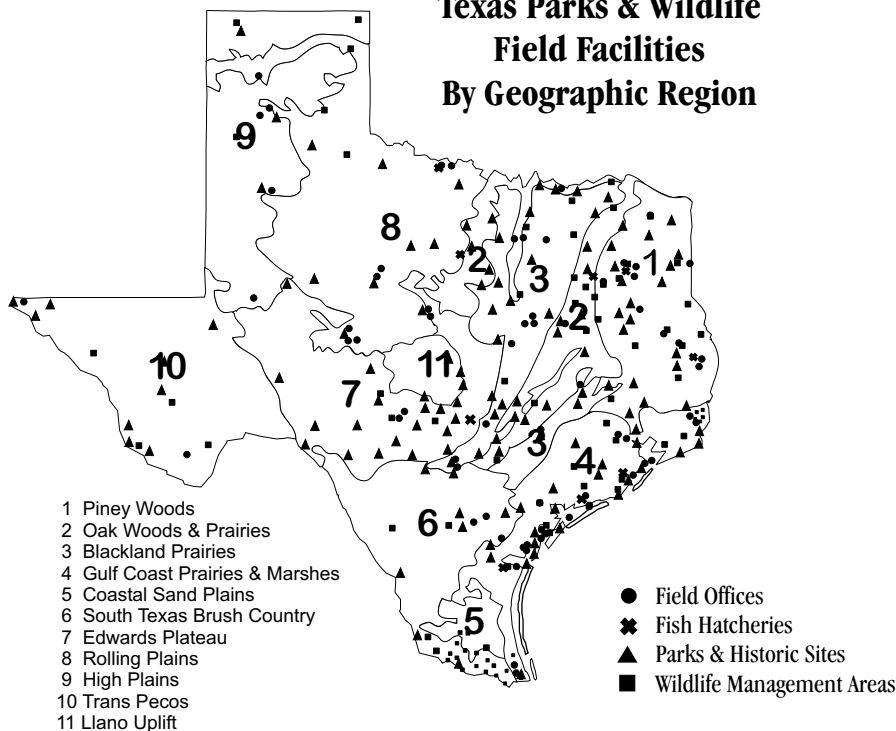 Texas Parks & Wildlife
Field Facilities
By Geographic Region
9
8
2
3
1
2
10
11
7
3
4
6
5
1 Piney Woods
2 Oak Woods & Prairies
3 Blackland Prairies
4 Gulf Coast Prairies & Marshes
5 Coastal Sand Plains
6 South Texas Brush Country
7 Edwards Plateau
8 Rolling Plains
9 High Plains
10 Trans Pecos
11 Llano Uplift
Field Offices
Fish Hatcheries
Parks & Historic Sites
Wildlife Management Areas